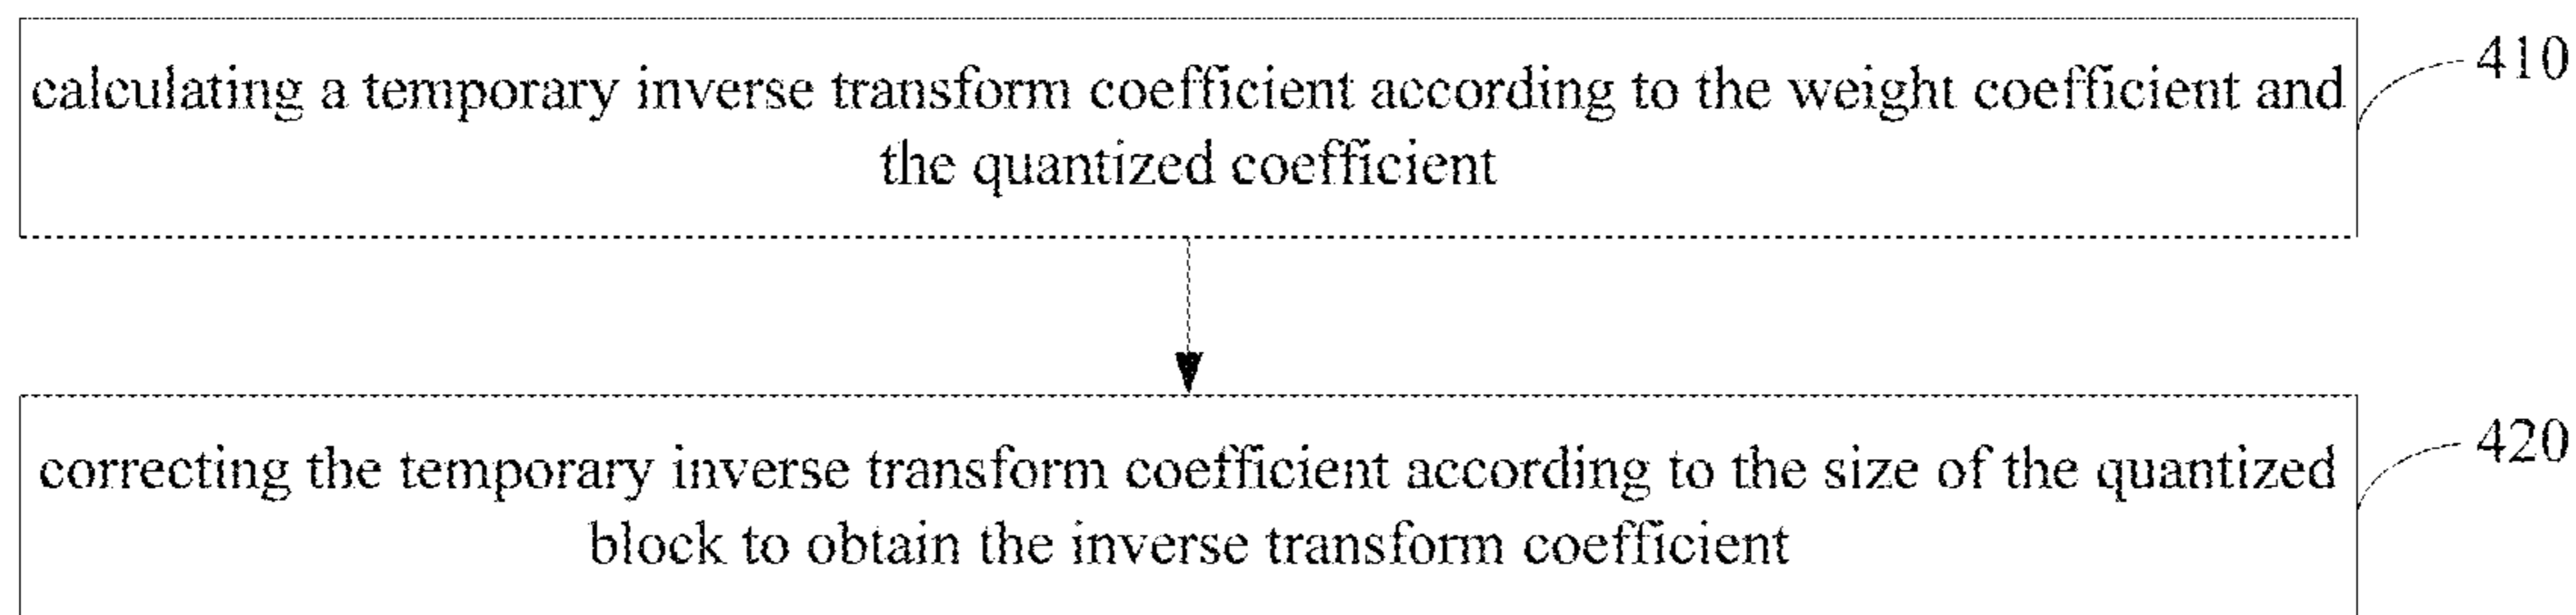 calculating a temporary inverse transform coefficient according to the weight coefficient and
the quantized coefficient
410
correcting the temporary inverse transform coefficient according to the size of the quantized
block to obtain the inverse transform coefficient
420